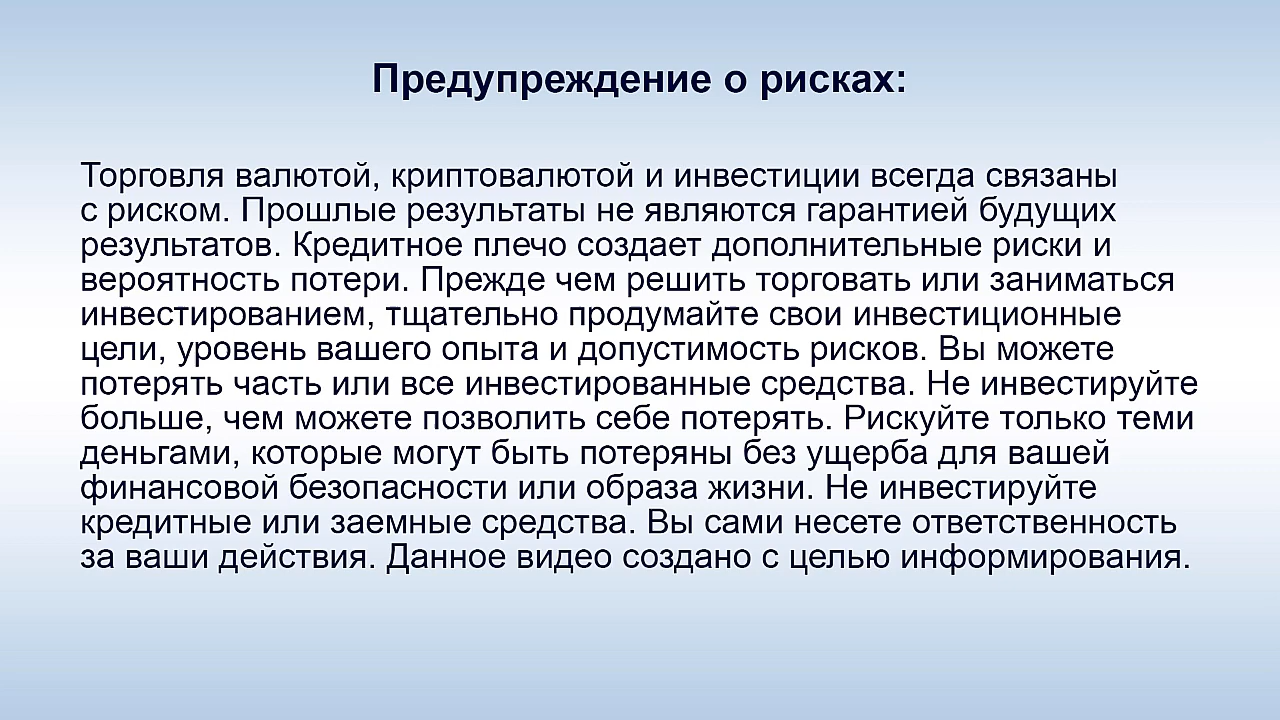 Предупреждение о рисках:
Торговля валютой, криптовалютой и инвестиции всегда связаны
с риском. Прошлые результаты не являются гарантией будущих
результатов. Кредитное плечо создает дополнительные риски и
вероятность потери. Прежде чем решить торговать или заниматься
инвестированием, тщательно продумайте свои инвестиционные
цели, уровень вашего опыта и допустимость рисков. Вы можете
потерять часть или все инвестированные средства. Не инвестируйте
больше, чем можете позволить себе потерять. Рискуйте только теми
деньгами, которые могут быть потеряны без ущерба для вашей
финансовой безопасности или образа жизни. Не инвестируйте
кредитные или заемные средства. Вы сами несете ответственность
за ваши действия. Данное видео создано с целью информирования.